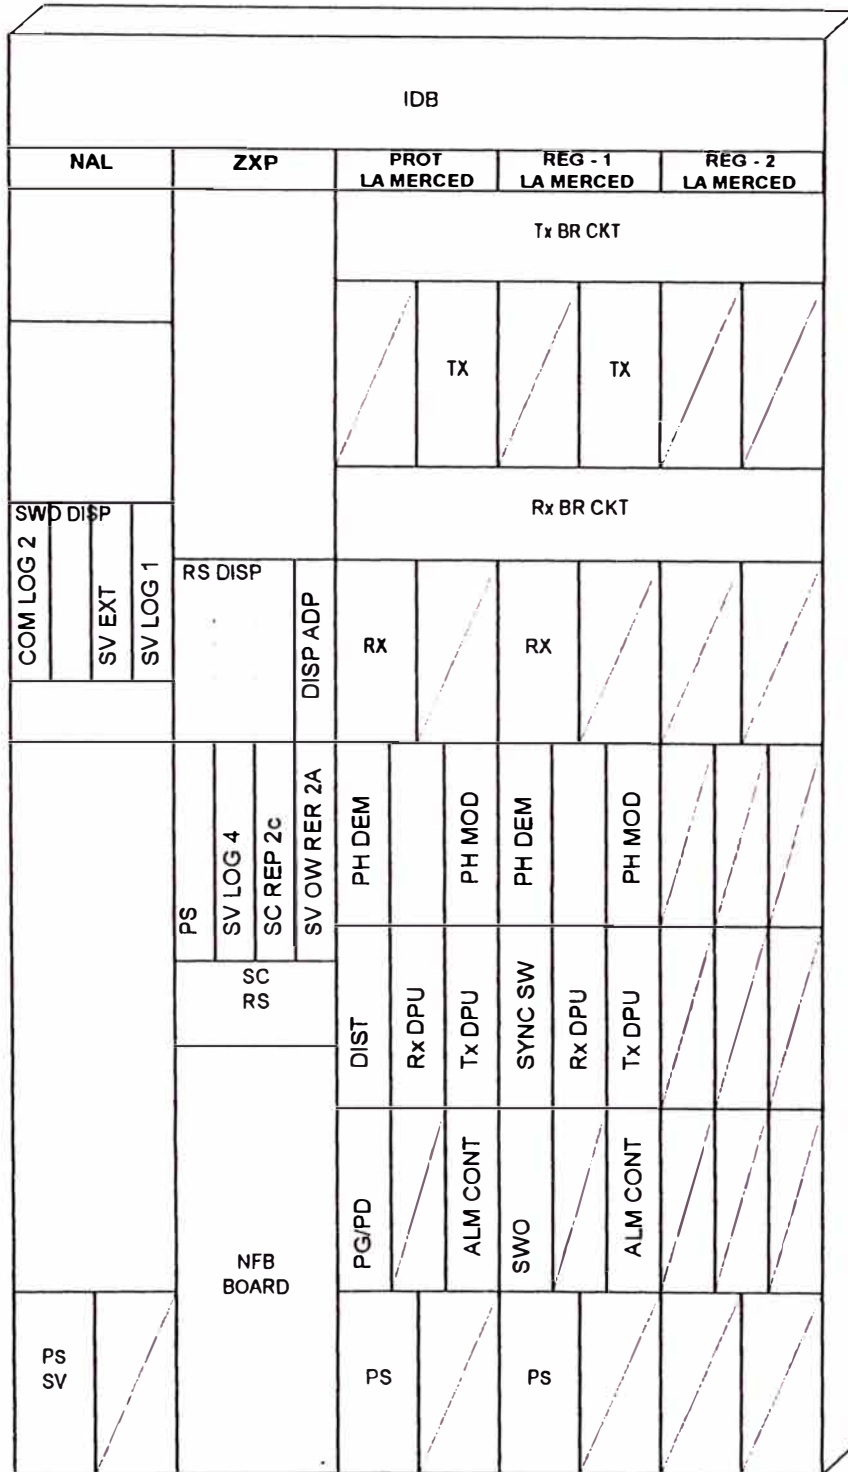 IDB
NAL
ZXP
PROT
LA MERCED
REG - 1
LA MERCED
REG - 2
LA MERCED
Tx BR CKT
TX
TX
Rx BR CKT
SWO DISP
COM LOG 2
SV EXT
SV LOG 1
RS DISP
DISP ADP
RX
RX
PS
SV LOG 4
SC REP 2c
SV OW RER 2A
PH DEM
PH MOD
PH DEM
PH MOD
SC
RS
DIST
Rx DPU
Tx DPU
SYNC SW
Rx DPU
Tx DPU
NFB
BOARD
PG/PD
ALM CONT
SWO
ALM CONT
PS
SV
PS
PS